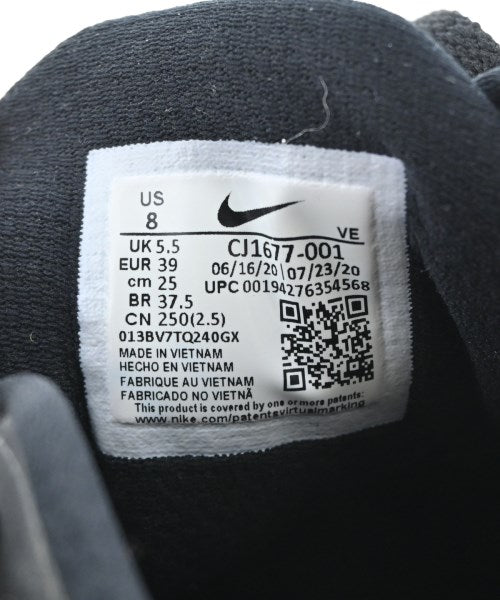 US
8
VE
UK 5.5
EUR 39
cm 25
BR 37.5
CN 250(2.5)
CJ1677-001
06/16/20 07/23/20
UPC 00194276354568
013BV7TQ240GX
MADE IN VIETNAM
HECHO EN VIETNAM
FABRIQUE AU VIETNAM
FABRICADO NO VIETNÃ
This product is covered by one or more patents:
www.nike.com/patentsvirtualmarking